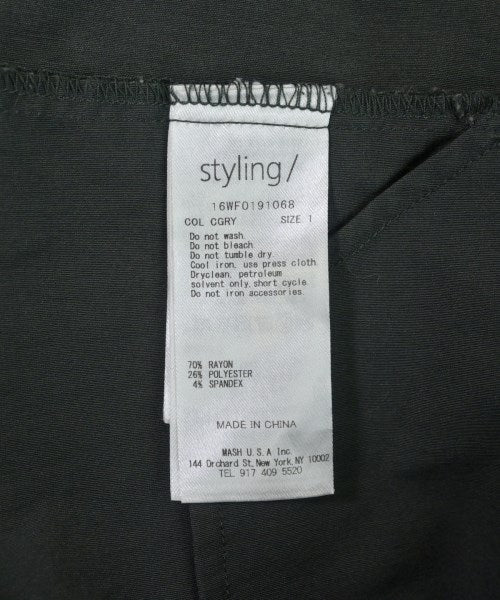 styling/
16WF0191068
COL CGRY SIZE 1
Do not wash.
Do not bleach.
Do not tumble dry.
Cool iron, use press cloth.
Dryclean, petroleum
solvent only, short cycle.
Do not iron accessories.
70% RAYON
26% POLYESTER
4% SPANDEX
MADE IN CHINA
MASH U.S.A Inc.
144 Orchard St, New York, NY 10002
TEL 917 409 5520